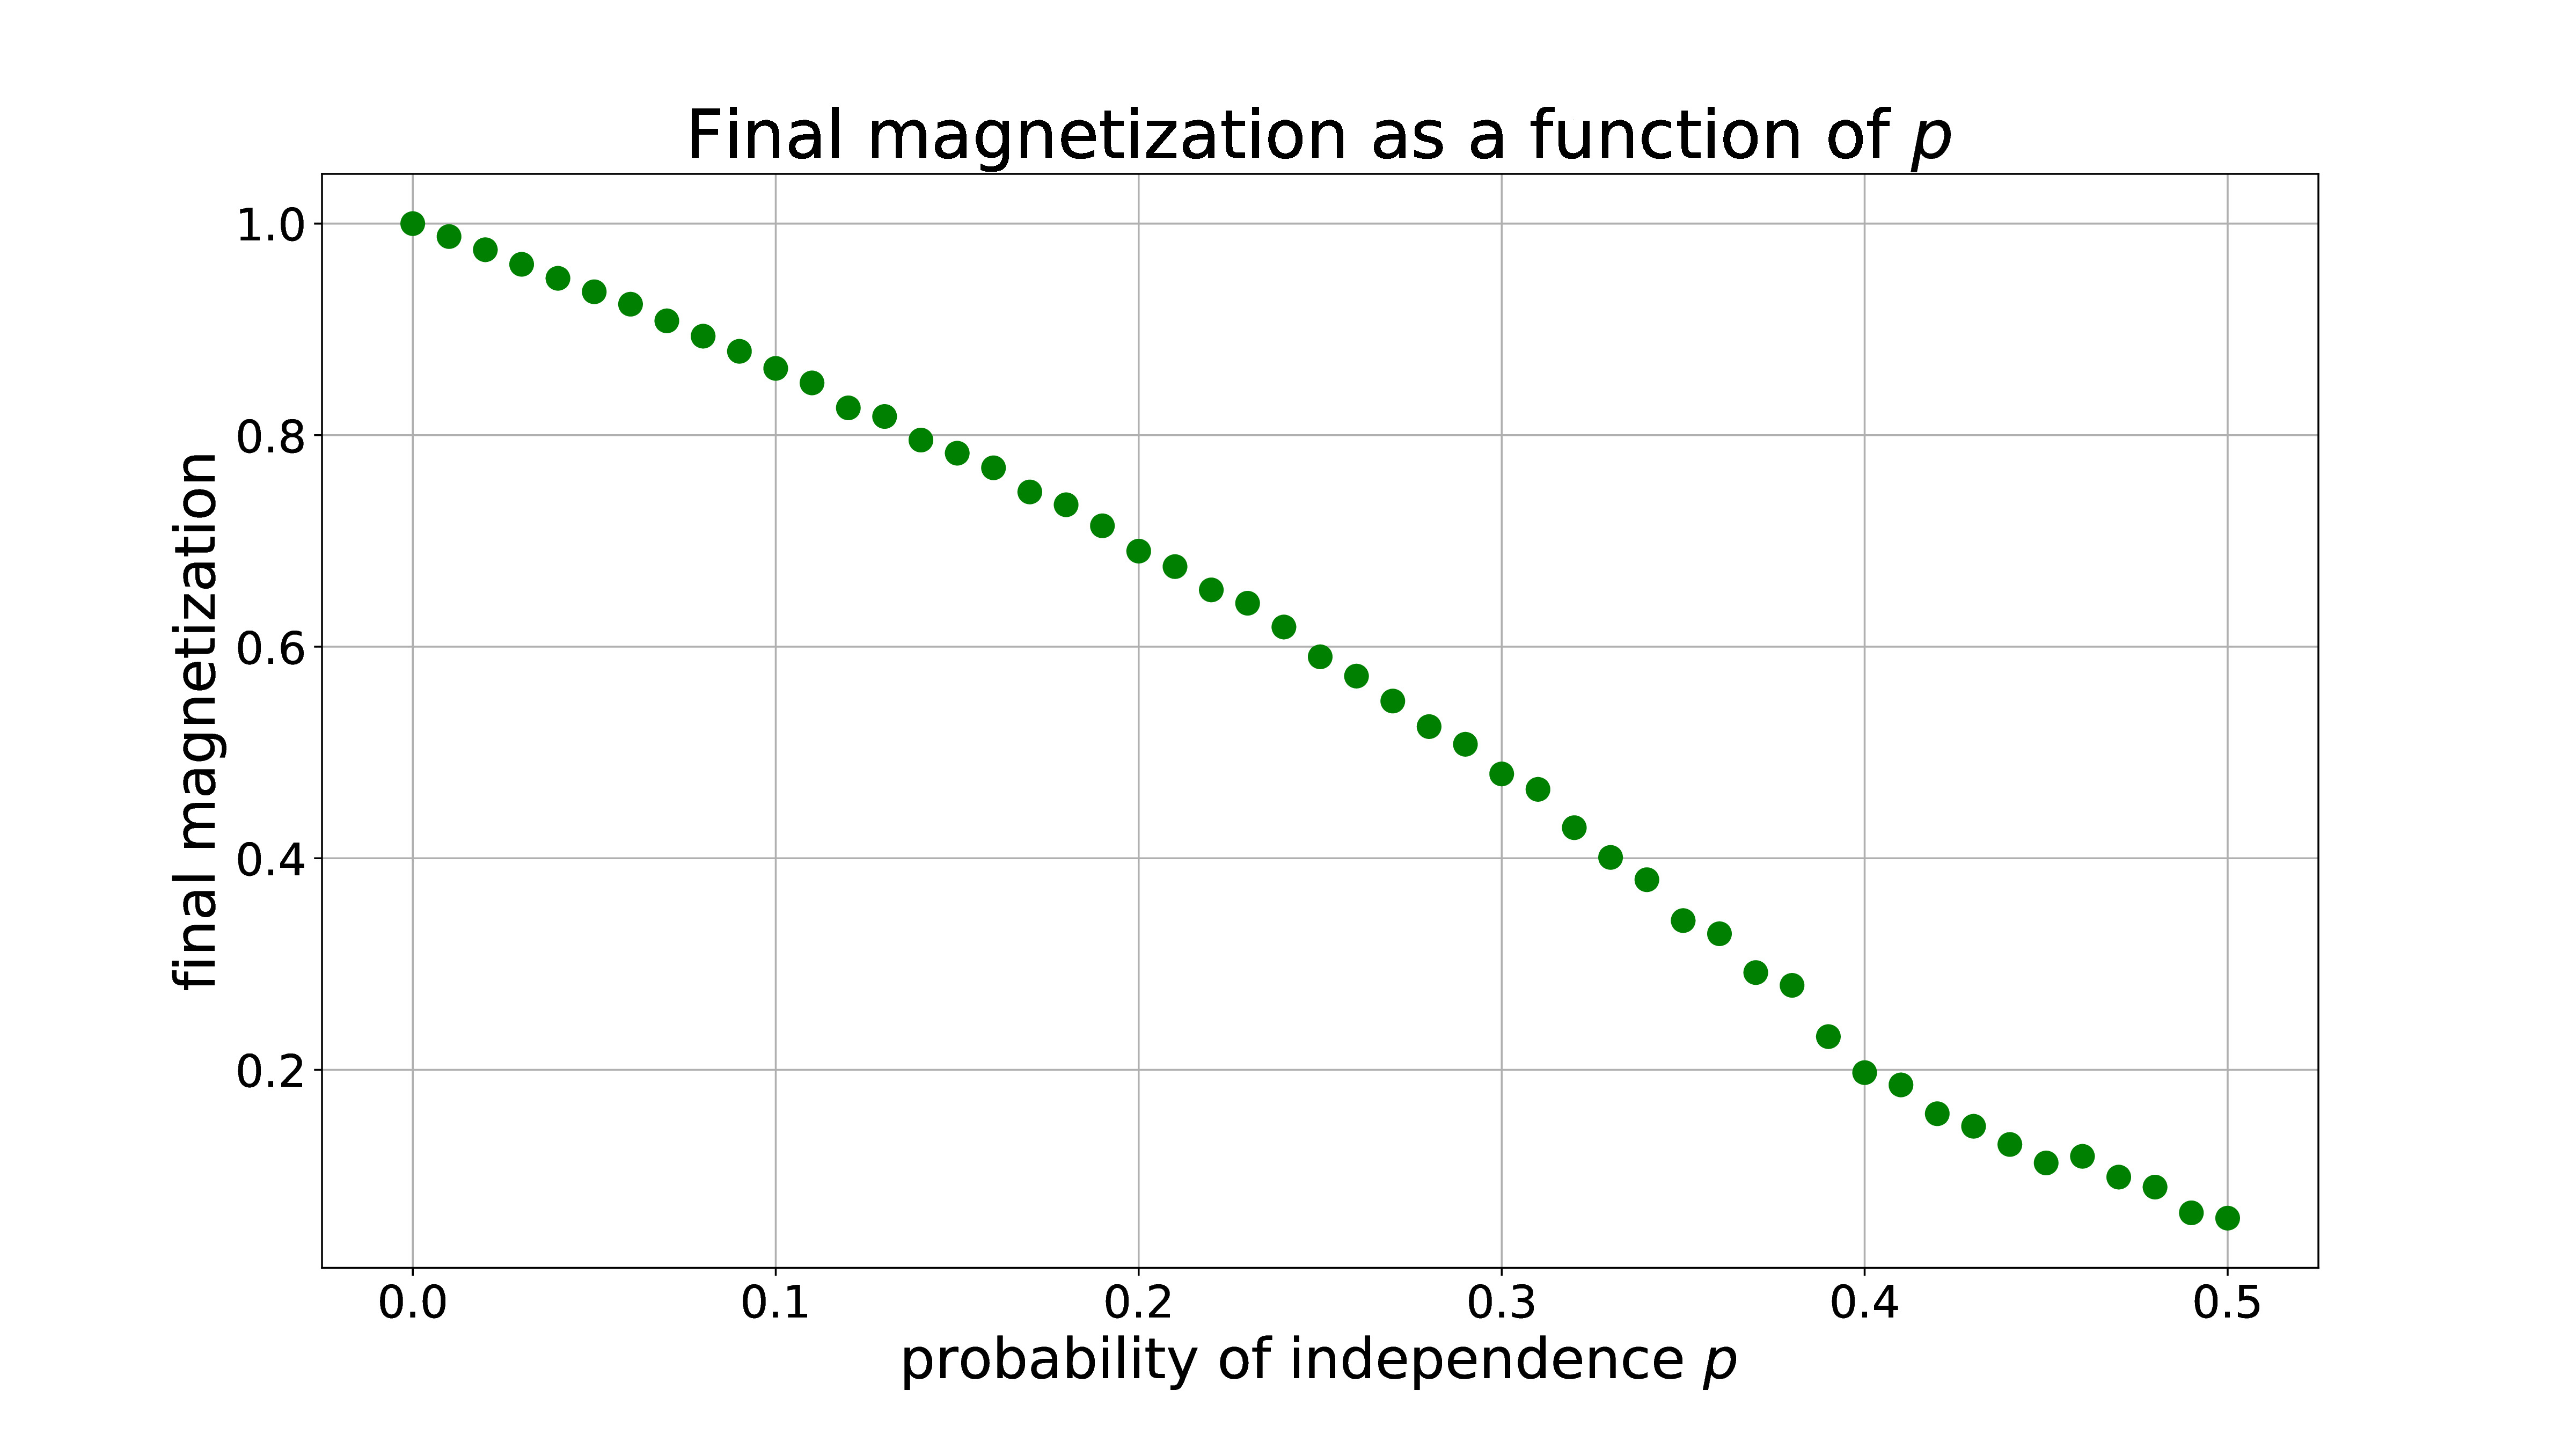 Final magnetization as a function of p
final magnetization
1.0
0.8
0.6
0.4
0.2
0.0 0.1 0.2 0.3 0.4 0.5
probability of independence p